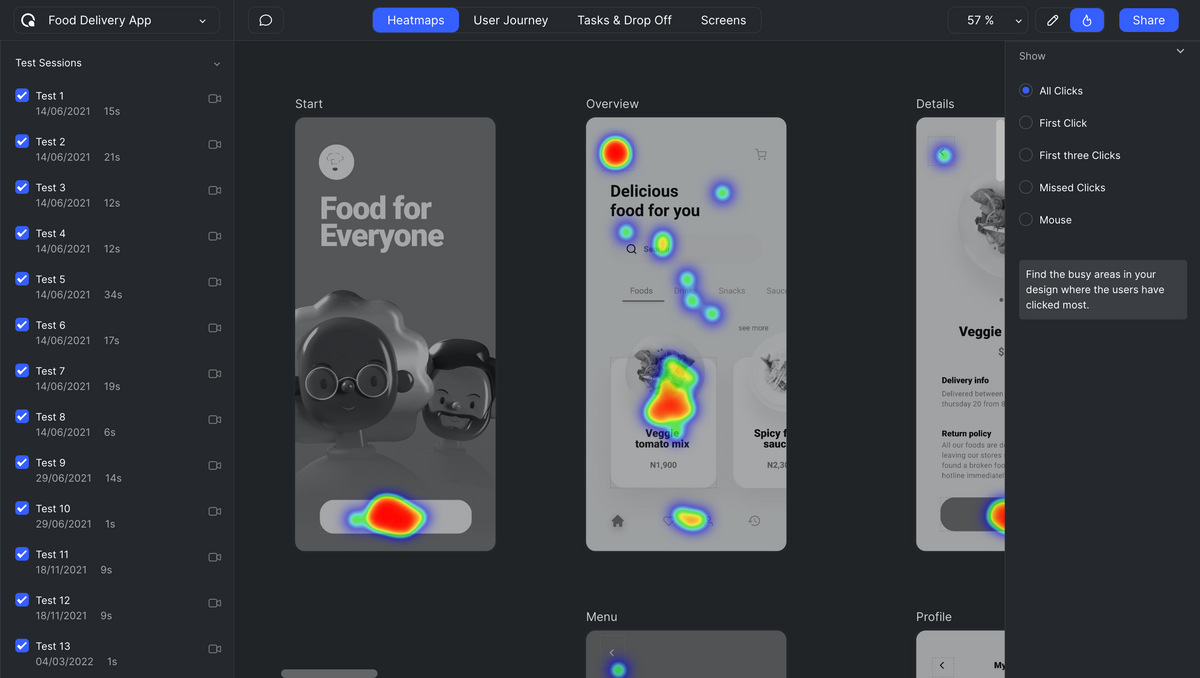 Food Delivery App
Heatmaps
User Journey
Tasks & Drop Off
Screens
57 %
Share
Test Sessions
Test 1
14/06/2021 15s
Test 2
14/06/2021 21s
Test 3
14/06/2021 12s
Test 4
14/06/2021 12s
Test 5
14/06/2021 34s
Test 6
14/06/2021 17s
Test 7
14/06/2021 19s
Test 8
14/06/2021 6s
Test 9
29/06/2021 14s
Test 10
29/06/2021 1s
Test 11
18/11/2021 9s
Test 12
18/11/2021 9s
Test 13
04/03/2022 1s
Start
Food for
Everyone
Overview
Delicious
food for you
Foods
Snacks
Sauc
see more
Veggie
tomato mix
N1,900
Spicy f
sauc
N2,3
Menu
Details
Veggie
$
Delivery info
Delivered between
thursday 20 from 8
Return policy
All our foods are d
leaving our stores
found a broken foo
hotline immediatel
Profile
My
Show
All Clicks
First Click
First three Clicks
Missed Clicks
Mouse
Find the busy areas in your
design where the users have
clicked most.